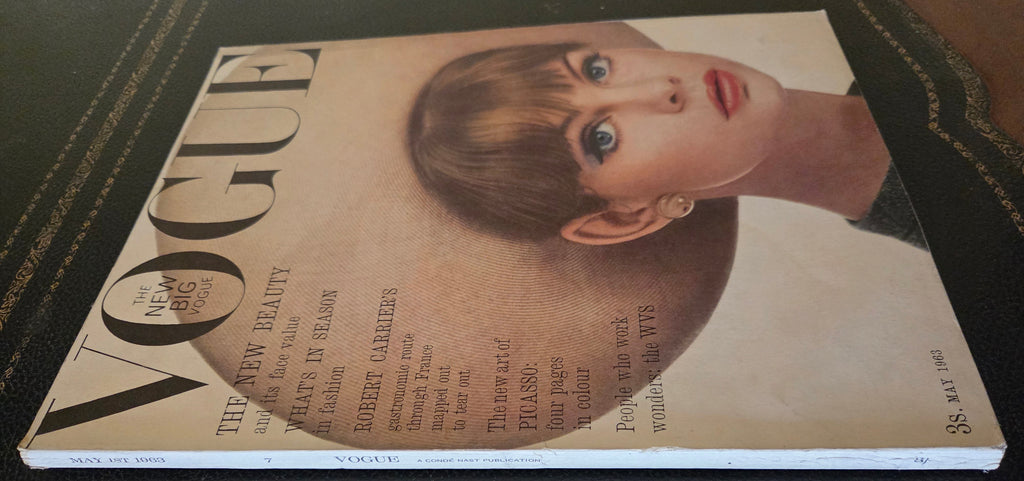 VOGUE
THE
NEW
BIG
VOGUE
THE NEW BEAUTY
and its face value
WHAT'S IN SEASON
in fashion
ROBERT CARRIER'S
gastronomic route
through France
mapped out
to tear out
The new art of
PICASSO:
four pages
in colour
People who work
wonders: the WVS
3S. MAY 1963
MAY 1ST 1963
7
VOGUE
A CONDÉ NAST PUBLICATION
3/-